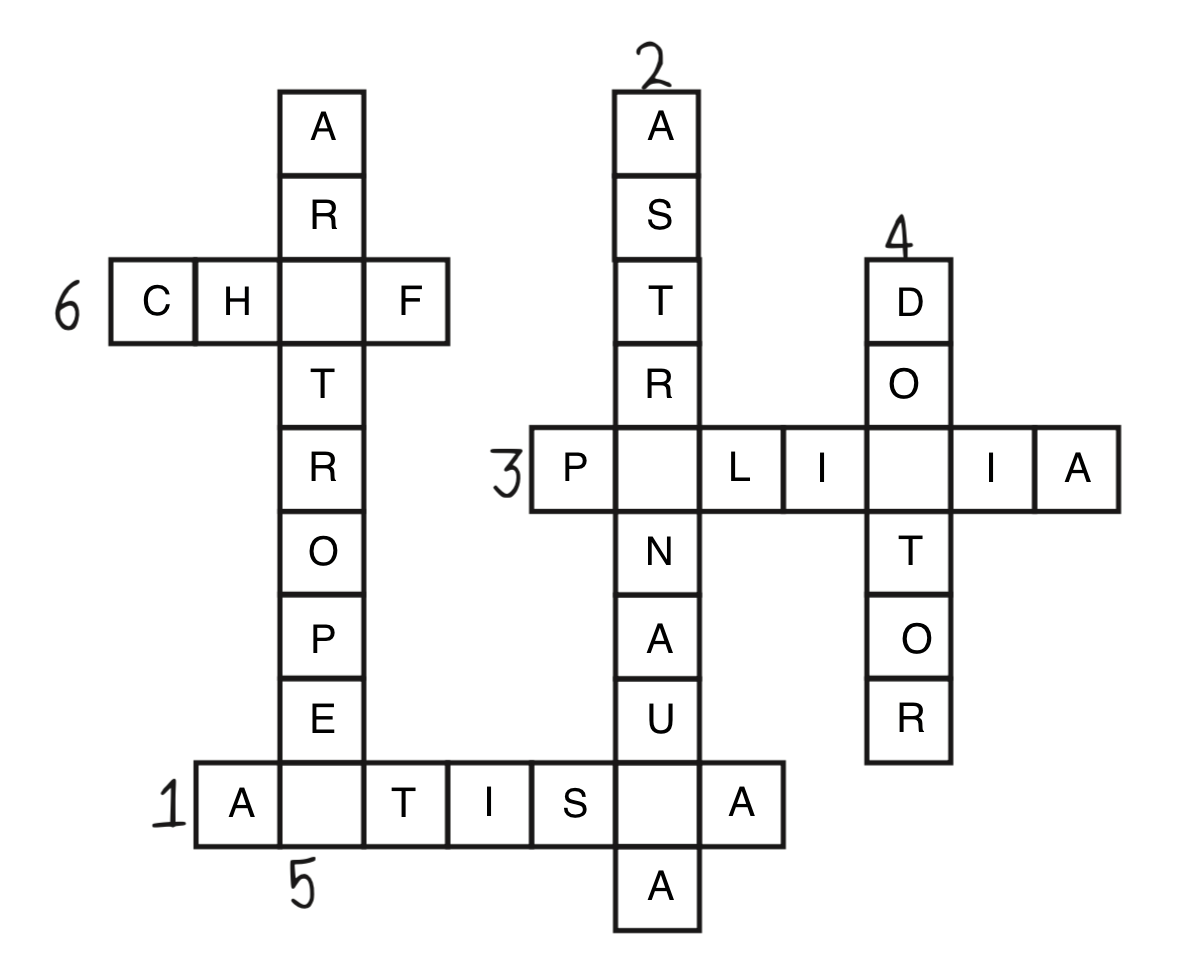 2
A A
R S
4
6 C H F T D
T R O
R 3 P L I I A
O N T
P A O
E U R
1 A T I S A
5 A